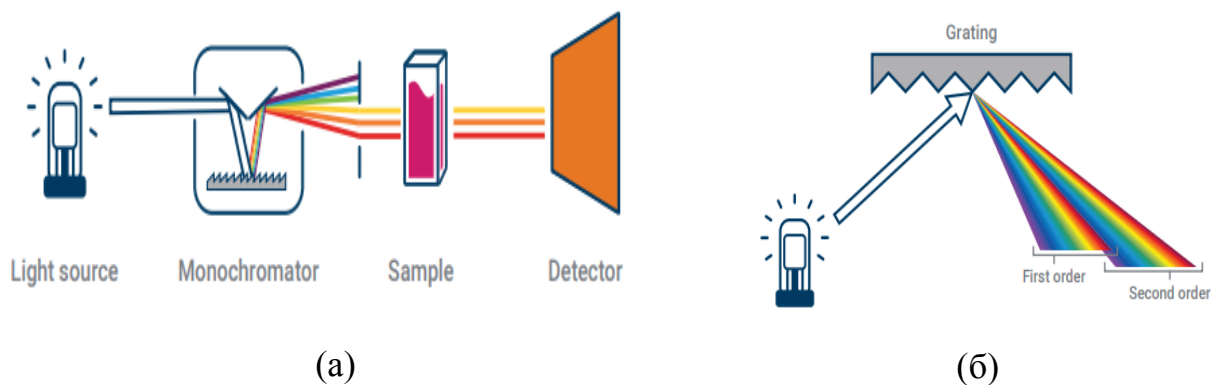 Grating
First order
Second order
Light source
Monochromator
Sample
Detector
(а)
(б)